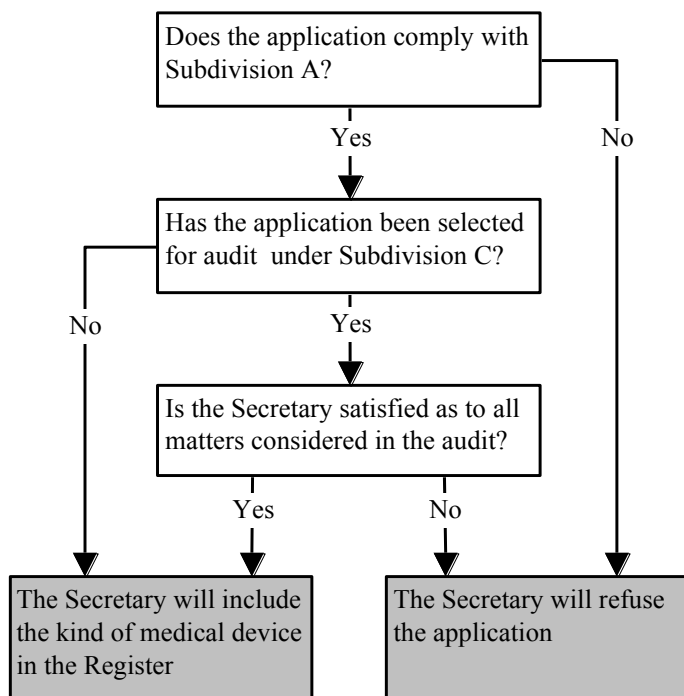 Does the application comply with
Subdivision A?
Yes
No
Has the application been selected
for audit under Subdivision C?
No
Yes
Is the Secretary satisfied as to all
matters considered in the audit?
Yes
No
The Secretary will include
the kind of medical device
in the Register
The Secretary will refuse
the application